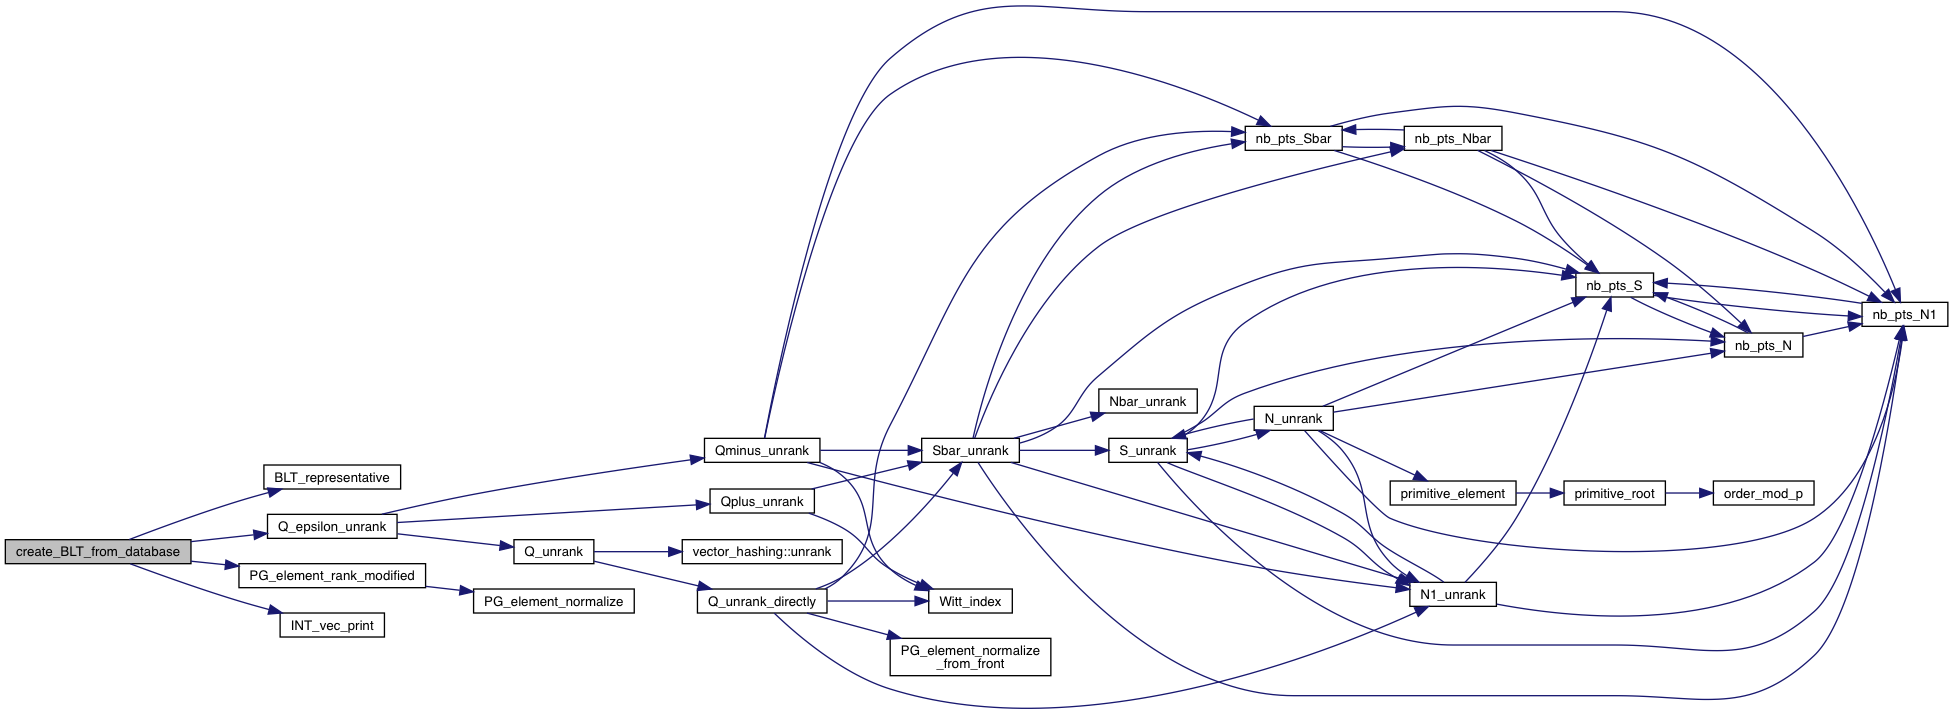 nb_pts_Sbar
nb_pts_Nbar
nb_pts_S
nb_pts_N1
nb_pts_N
Nbar_unrank
N_unrank
Qminus_unrank
Sbar_unrank
S_unrank
BLT_representative
Qplus_unrank
primitive_element
primitive_root
order_mod_p
Q_epsilon_unrank
create_BLT_from_database
Q_unrank
vector_hashing::unrank
PG_element_rank_modified
PG_element_normalize
Q_unrank_directly
Witt_index
N1_unrank
INT_vec_print
PG_element_normalize
_from_front